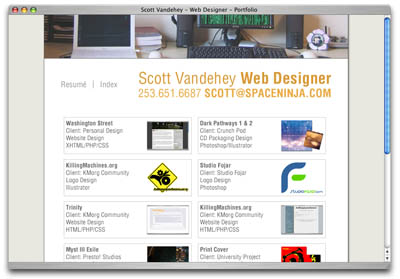 Scott Vandehey – Web Designer – Portfolio
Resumé | Index
Scott Vandehey Web Designer
253.651.6687 SCOTT@SPACENINJA.COM
Washington Street
Client: Personal Design
Website Design
XHTML/PHP/CSS
Dark Pathways 1 & 2
Client: Crunch Pod
CD Packaging Design
Photoshop/Illustrator
KillingMachines.org
Client: KMorg Community
Logo Design
Illustrator
Studio Fojar
Client: Studio Fojar
Logo Design
Photoshop
Trinity
Client: KMorg Community
Website Design
HTML/PHP/CSS
KillingMachines.org
Client: KMorg Community
Website Design
HTML/PHP/CSS
Myst III Exile
Client: Presto! Studios
Print Cover
Client: University Project